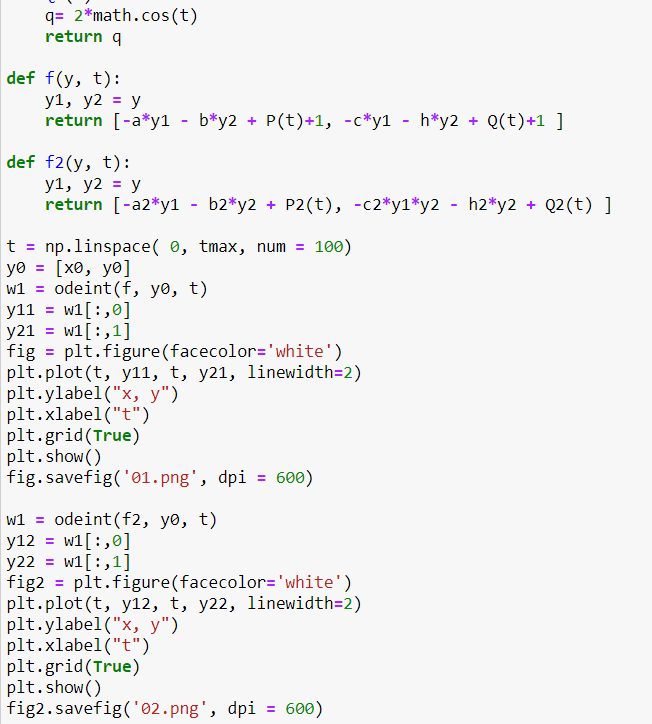 q= 2*math.cos(t)
return q
def f(y, t):
y1, y2 = y
return [-a*y1 - b*y2 + P(t)+1, -c*y1 - h*y2 + Q(t)+1 ]
def f2(y, t):
y1, y2 = y
return [-a2*y1 - b2*y2 + P2(t), -c2*y1*y2 - h2*y2 + Q2(t) ]
t = np.linspace( 0, tmax, num = 100)
y0 = [x0, y0]
w1 = odeint(f, y0, t)
y11 = w1[:,0]
y21 = w1[:,1]
fig = plt.figure(facecolor='white')
plt.plot(t, y11, t, y21, linewidth=2)
plt.ylabel("x, y")
plt.xlabel("t")
plt.grid(True)
plt.show()
fig.savefig('01.png', dpi = 600)
w1 = odeint(f2, y0, t)
y12 = w1[:,0]
y22 = w1[:,1]
fig2 = plt.figure(facecolor='white')
plt.plot(t, y12, t, y22, linewidth=2)
plt.ylabel("x, y")
plt.xlabel("t")
plt.grid(True)
plt.show()
fig2.savefig('02.png', dpi = 600)